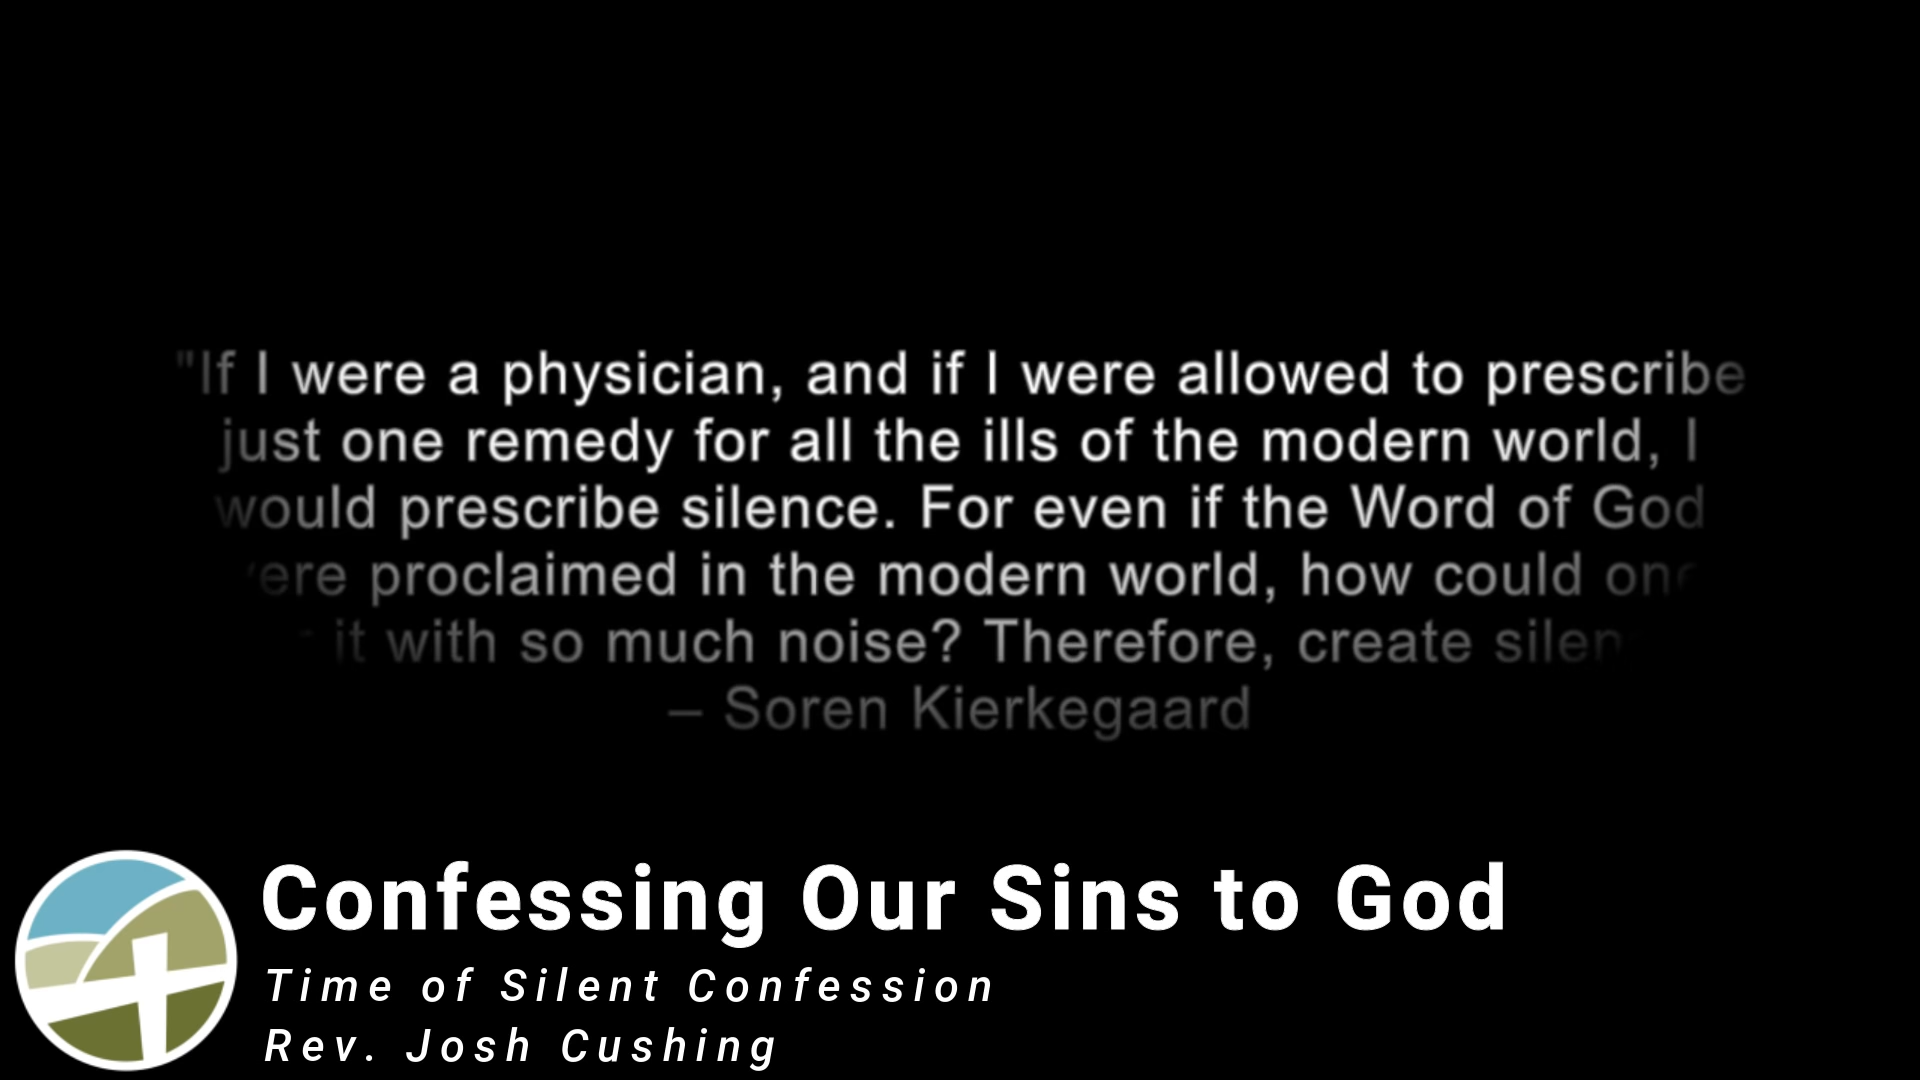 "If I were a physician, and if I were allowed to prescribe
just one remedy for all the ills of the modern world, I
would prescribe silence. For even if the Word of God
proclaimed in the modern world, how could one
it with so much noise? Therefore, create
– Soren Kierkegaard
Confessing Our Sins to God
Time of Silent Confession
Rev. Josh Cushing